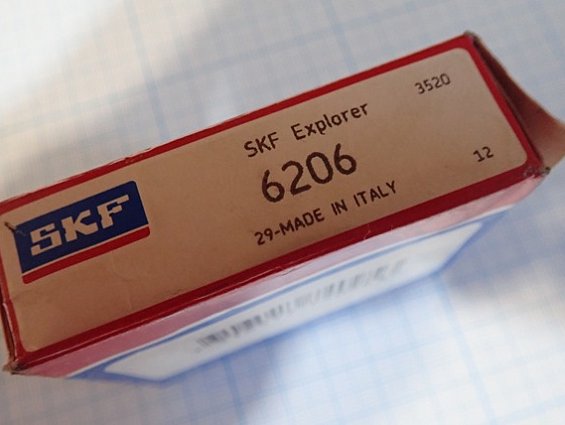 3520
SKF Explorer
6206
12
29-MADE IN ITALY
SKF